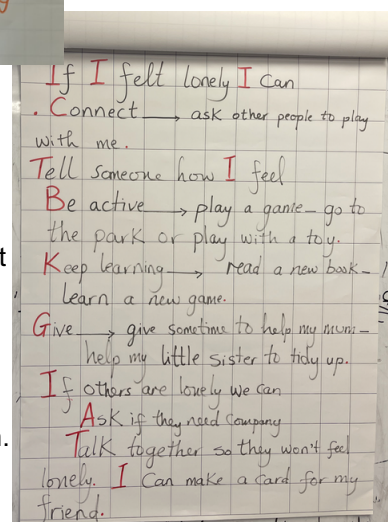 If I felt lonely I can
. Connect → ask other people to play
with me.
Tell someone how I feel
Be active → play a game – go to
the park or play with a toy.
Keep learning → read a new book –
learn a new game.
Give → give sometime to help my mum –
help my little sister to tidy up.
If others are lonely we can
Ask if they need company
Talk together so they won't feel
lonely. I can make a card for my
friend.